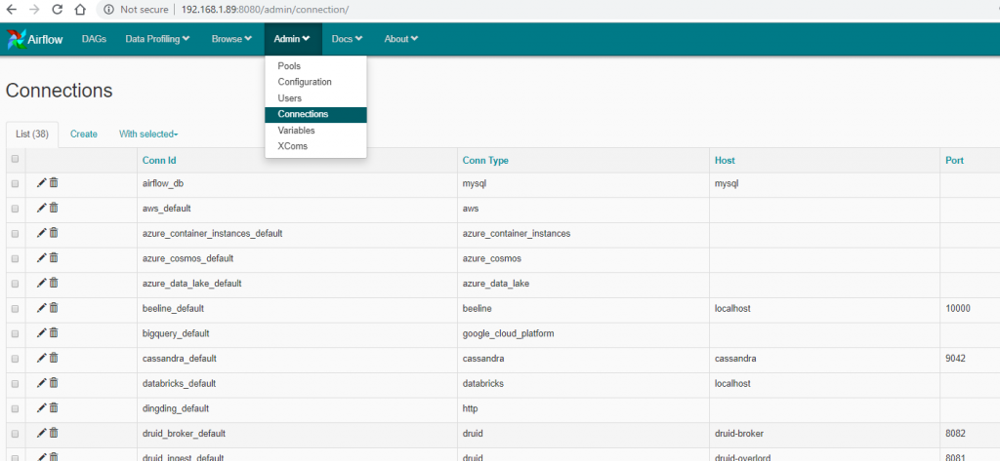 Not secure | 192.168.1.89:8080/admin/connection/
Airflow DAGs Data Profiling Browse Admin Docs About
Pools
Configuration
Users
Connections
Variables
XComs
Connections
List (38) Create With selected
Conn Id Conn Type Host Port
airflow_db mysql mysql
aws_default aws
azure_container_instances_default azure_container_instances
azure_cosmos_default azure_cosmos
azure_data_lake_default azure_data_lake
beeline_default beeline localhost 10000
bigquery_default google_cloud_platform
cassandra_default cassandra cassandra 9042
databricks_default databricks localhost
dingding_default http
druid_broker_default druid druid-broker 8082
druid_ingest_default druid druid-overlord 8081